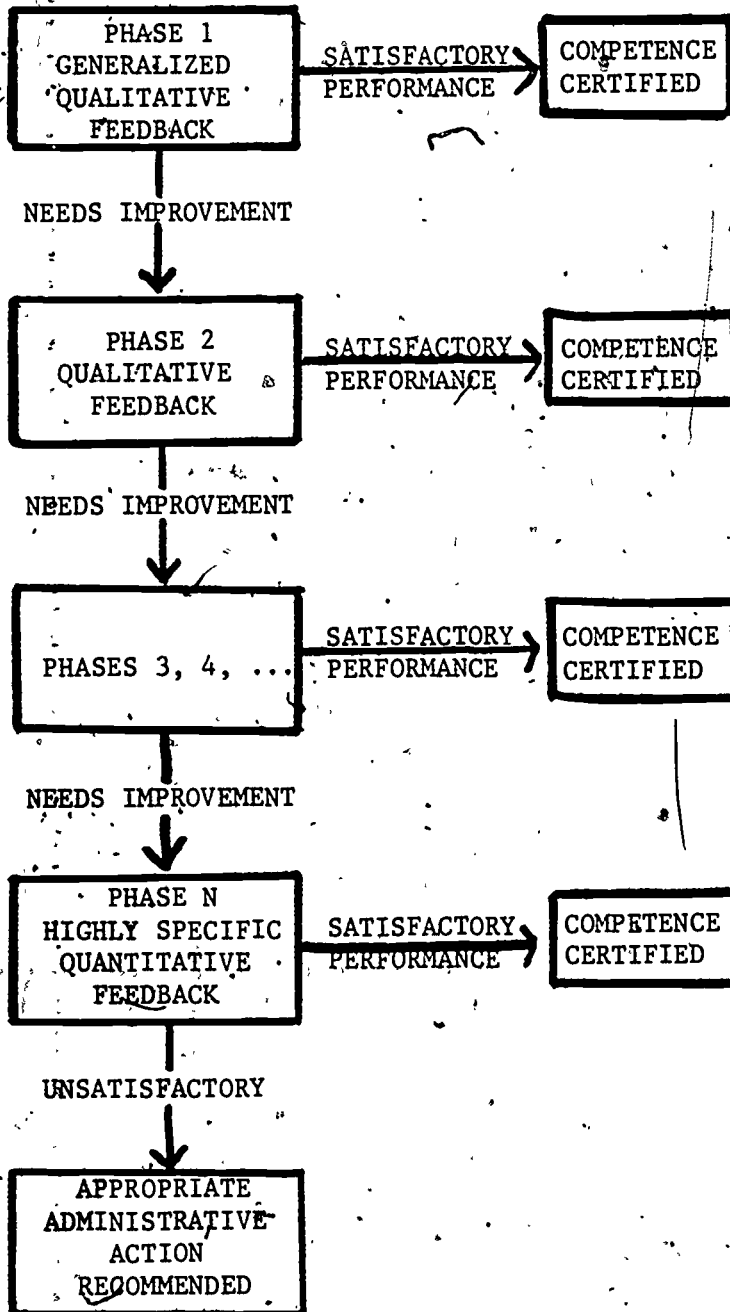 PHASE 1
GENERALIZED
QUALITATIVE
FEEDBACK
SATISFACTORY
PERFORMANCE
COMPETENCE
CERTIFIED
NEEDS IMPROVEMENT
PHASE 2
QUALITATIVE
FEEDBACK
SATISFACTORY
PERFORMANCE
COMPETENCE
CERTIFIED
NEEDS IMPROVEMENT
PHASES 3, 4, ...
SATISFACTORY
PERFORMANCE
COMPETENCE
CERTIFIED
NEEDS IMPROVEMENT
PHASE N
HIGHLY SPECIFIC
QUANTITATIVE
FEEDBACK
SATISFACTORY
PERFORMANCE
COMPETENCE
CERTIFIED
UNSATISFACTORY
APPROPRIATE
ADMINISTRATIVE
ACTION
RECOMMENDED